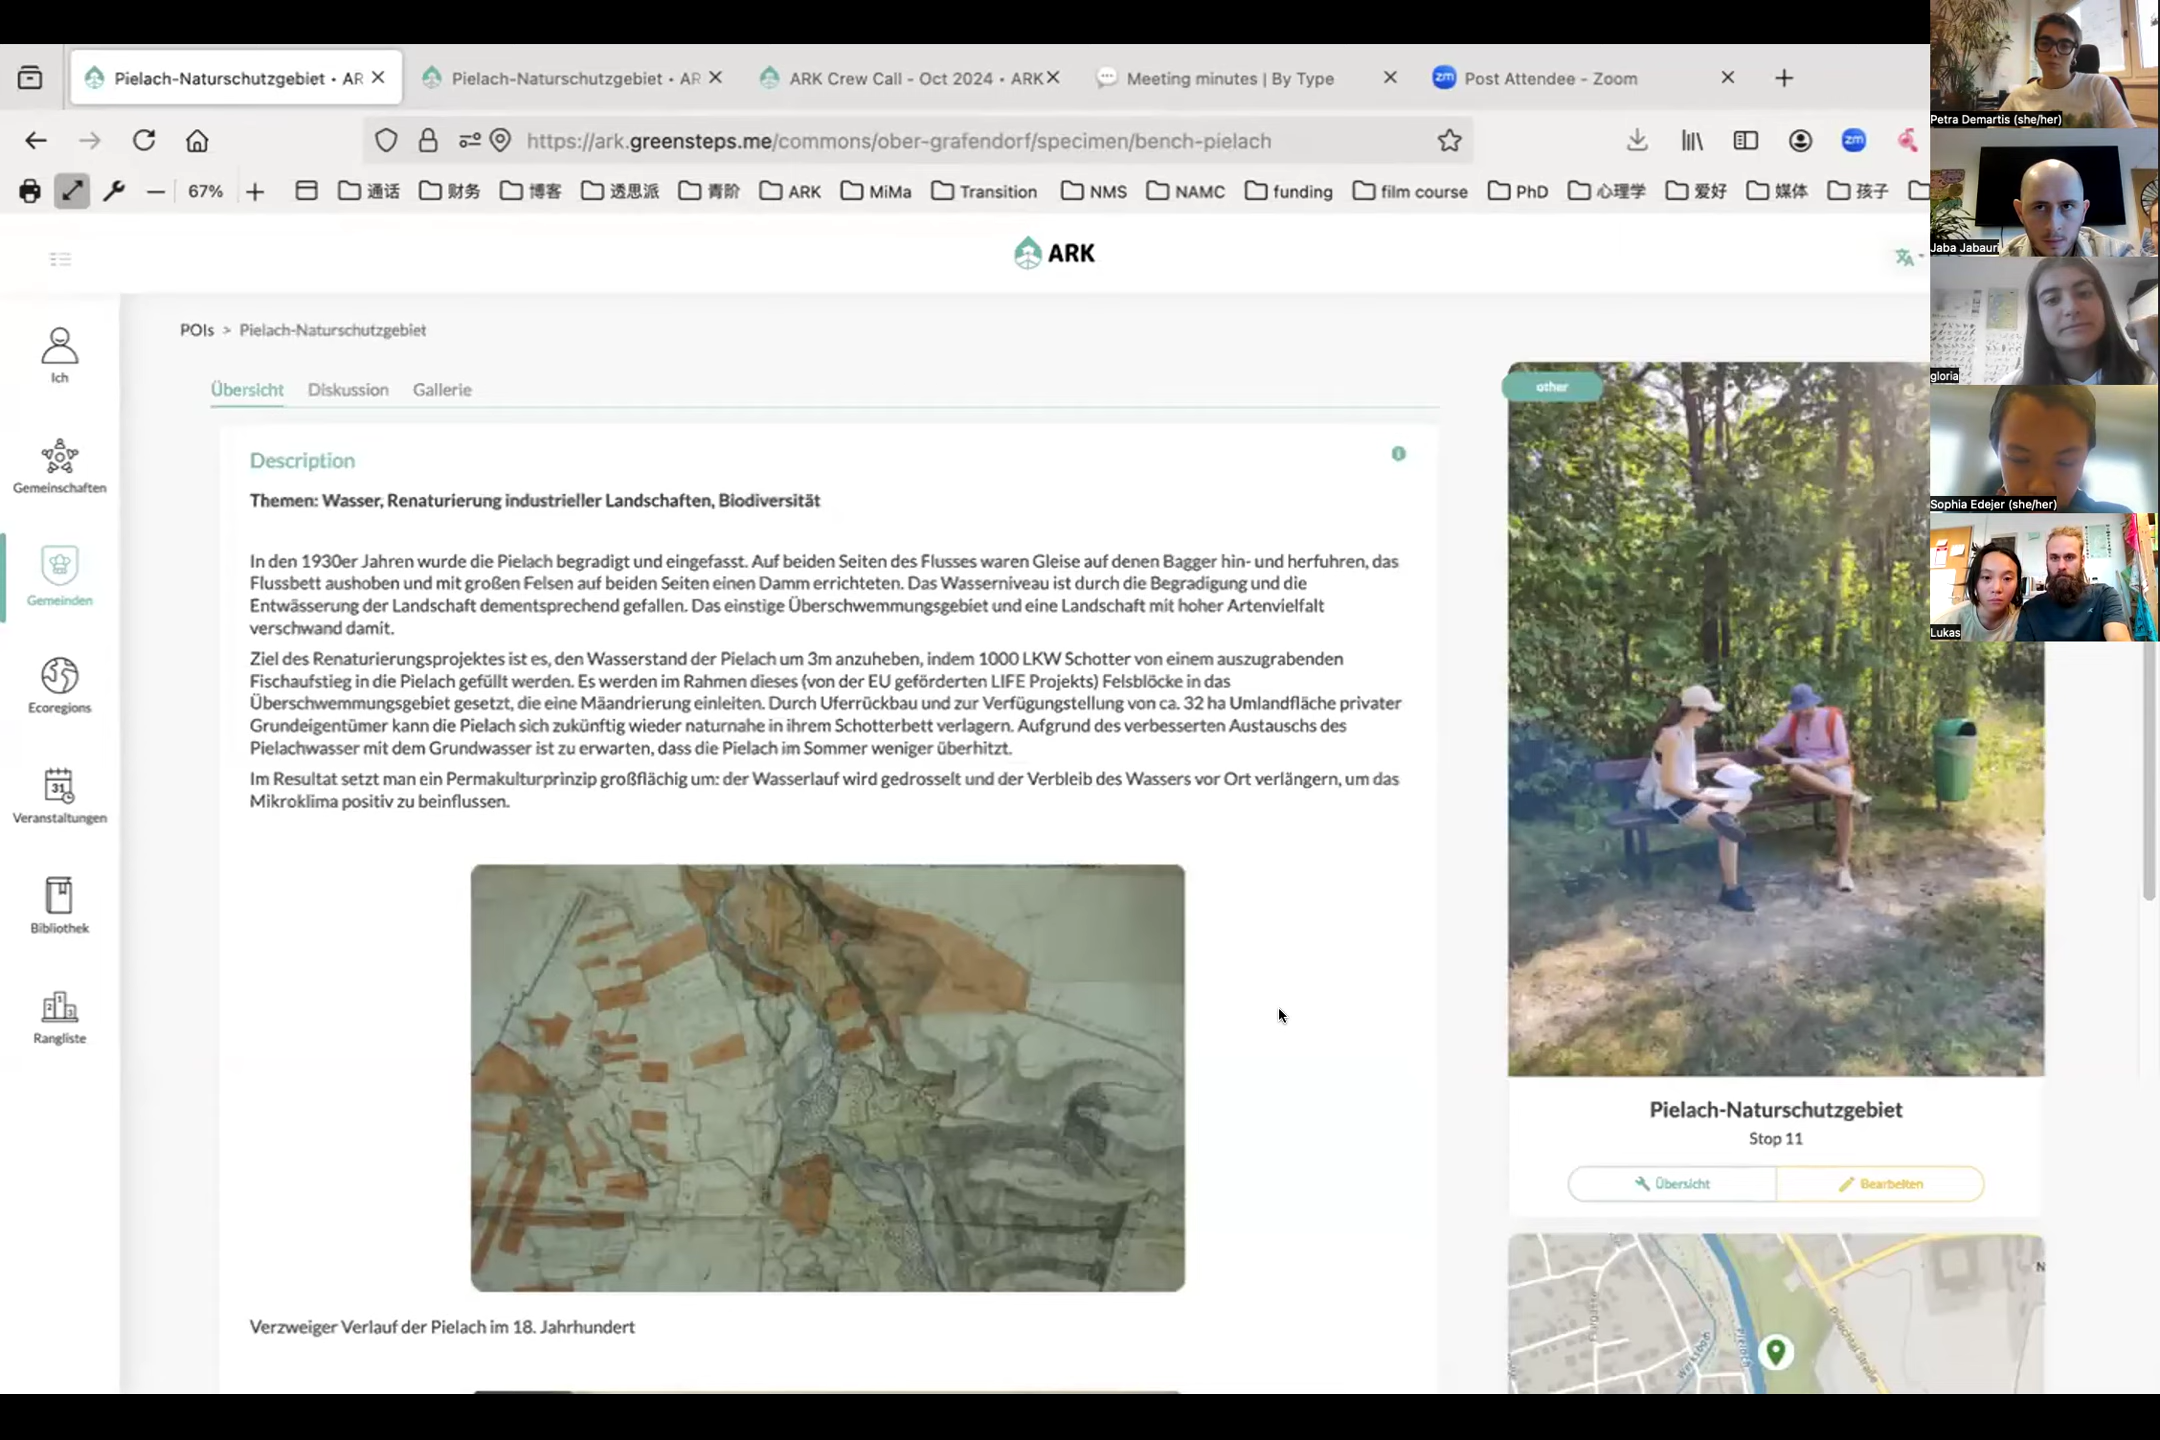 Pielach-Naturschutzgebiet • AR
Pielach-Naturschutzgebiet • AR
ARK Crew Call - Oct 2024 • ARK
Meeting minutes | By Type
zm Post Attendee - Zoom
https://ark.greensteps.me/commons/ober-grafendorf/specimen/bench-pielach
zm
67%
通话
财务
博客
透思派
青阶
ARK
MiMa
Transition
NMS
NAMC
funding
film course
PhD
心理学
爱好
媒体
孩子
Petra Demartis (she/her)
Jaba Jabauri
gloria
Sophia Edejer (she/her)
Lukas
ARK
Ich
Gemeinschaften
Gemeinden
Ecoregions
31
Veranstaltungen
Bibliothek
Rangliste
POIs > Pielach-Naturschutzgebiet
Übersicht Diskussion Gallerie
Description
Themen: Wasser, Renaturierung industrieller Landschaften, Biodiversität
In den 1930er Jahren wurde die Pielach begradigt und eingefasst. Auf beiden Seiten des Flusses waren Gleise auf denen Bagger hin- und herfuhren, das
Flussbett aushoben und mit großen Felsen auf beiden Seiten einen Damm errichteten. Das Wasserniveau ist durch die Begradigung und die
Entwässerung der Landschaft dementsprechend gefallen. Das einstige Überschwemmungsgebiet und eine Landschaft mit hoher Artenvielfalt
verschwand damit.
Ziel des Renaturierungsprojektes ist es, den Wasserstand der Pielach um 3m anzuheben, indem 1000 LKW Schotter von einem auszugrabenden
Fischaufstieg in die Pielach gefüllt werden. Es werden im Rahmen dieses (von der EU geförderten LIFE Projekts) Felsblöcke in das
Überschwemmungsgebiet gesetzt, die eine Mäandrierung einleiten. Durch Uferrückbau und zur Verfügungstellung von ca. 32 ha Umlandfläche privater
Grundeigentümer kann die Pielach sich zukünftig wieder naturnahe in ihrem Schotterbett verlagern. Aufgrund des verbesserten Austauschs des
Pielachwasser mit dem Grundwasser ist zu erwarten, dass die Pielach im Sommer weniger überhitzt.
Im Resultat setzt man ein Permakulturprinzip großflächig um: der Wasserlauf wird gedrosselt und der Verbleib des Wassers vor Ort verlängern, um das
Mikroklima positiv zu beinflussen.
Verzweiger Verlauf der Pielach im 18. Jahrhundert
other
Pielach-Naturschutzgebiet
Stop 11
Übersicht
Bearbeiten
Werksbach
Pielach
Pielachtal Straße
N